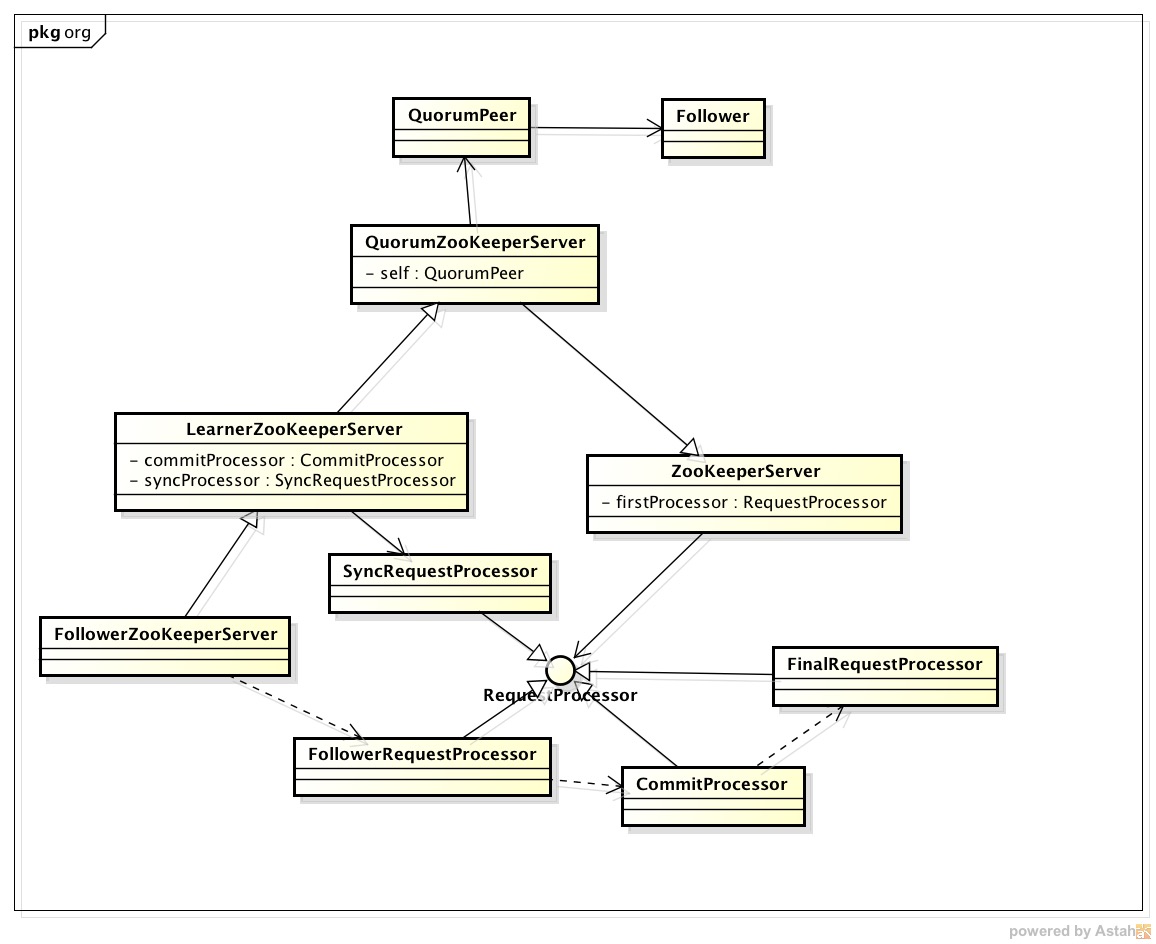 pkg org
QuorumPeer
Follower
QuorumZooKeeperServer
– self : QuorumPeer
LearnerZooKeeperServer
– commitProcessor : CommitProcessor
– syncProcessor : SyncRequestProcessor
ZooKeeperServer
– firstProcessor : RequestProcessor
SyncRequestProcessor
FollowerZooKeeperServer
FinalRequestProcessor
RequestProcessor
FollowerRequestProcessor
CommitProcessor
powered by Astah